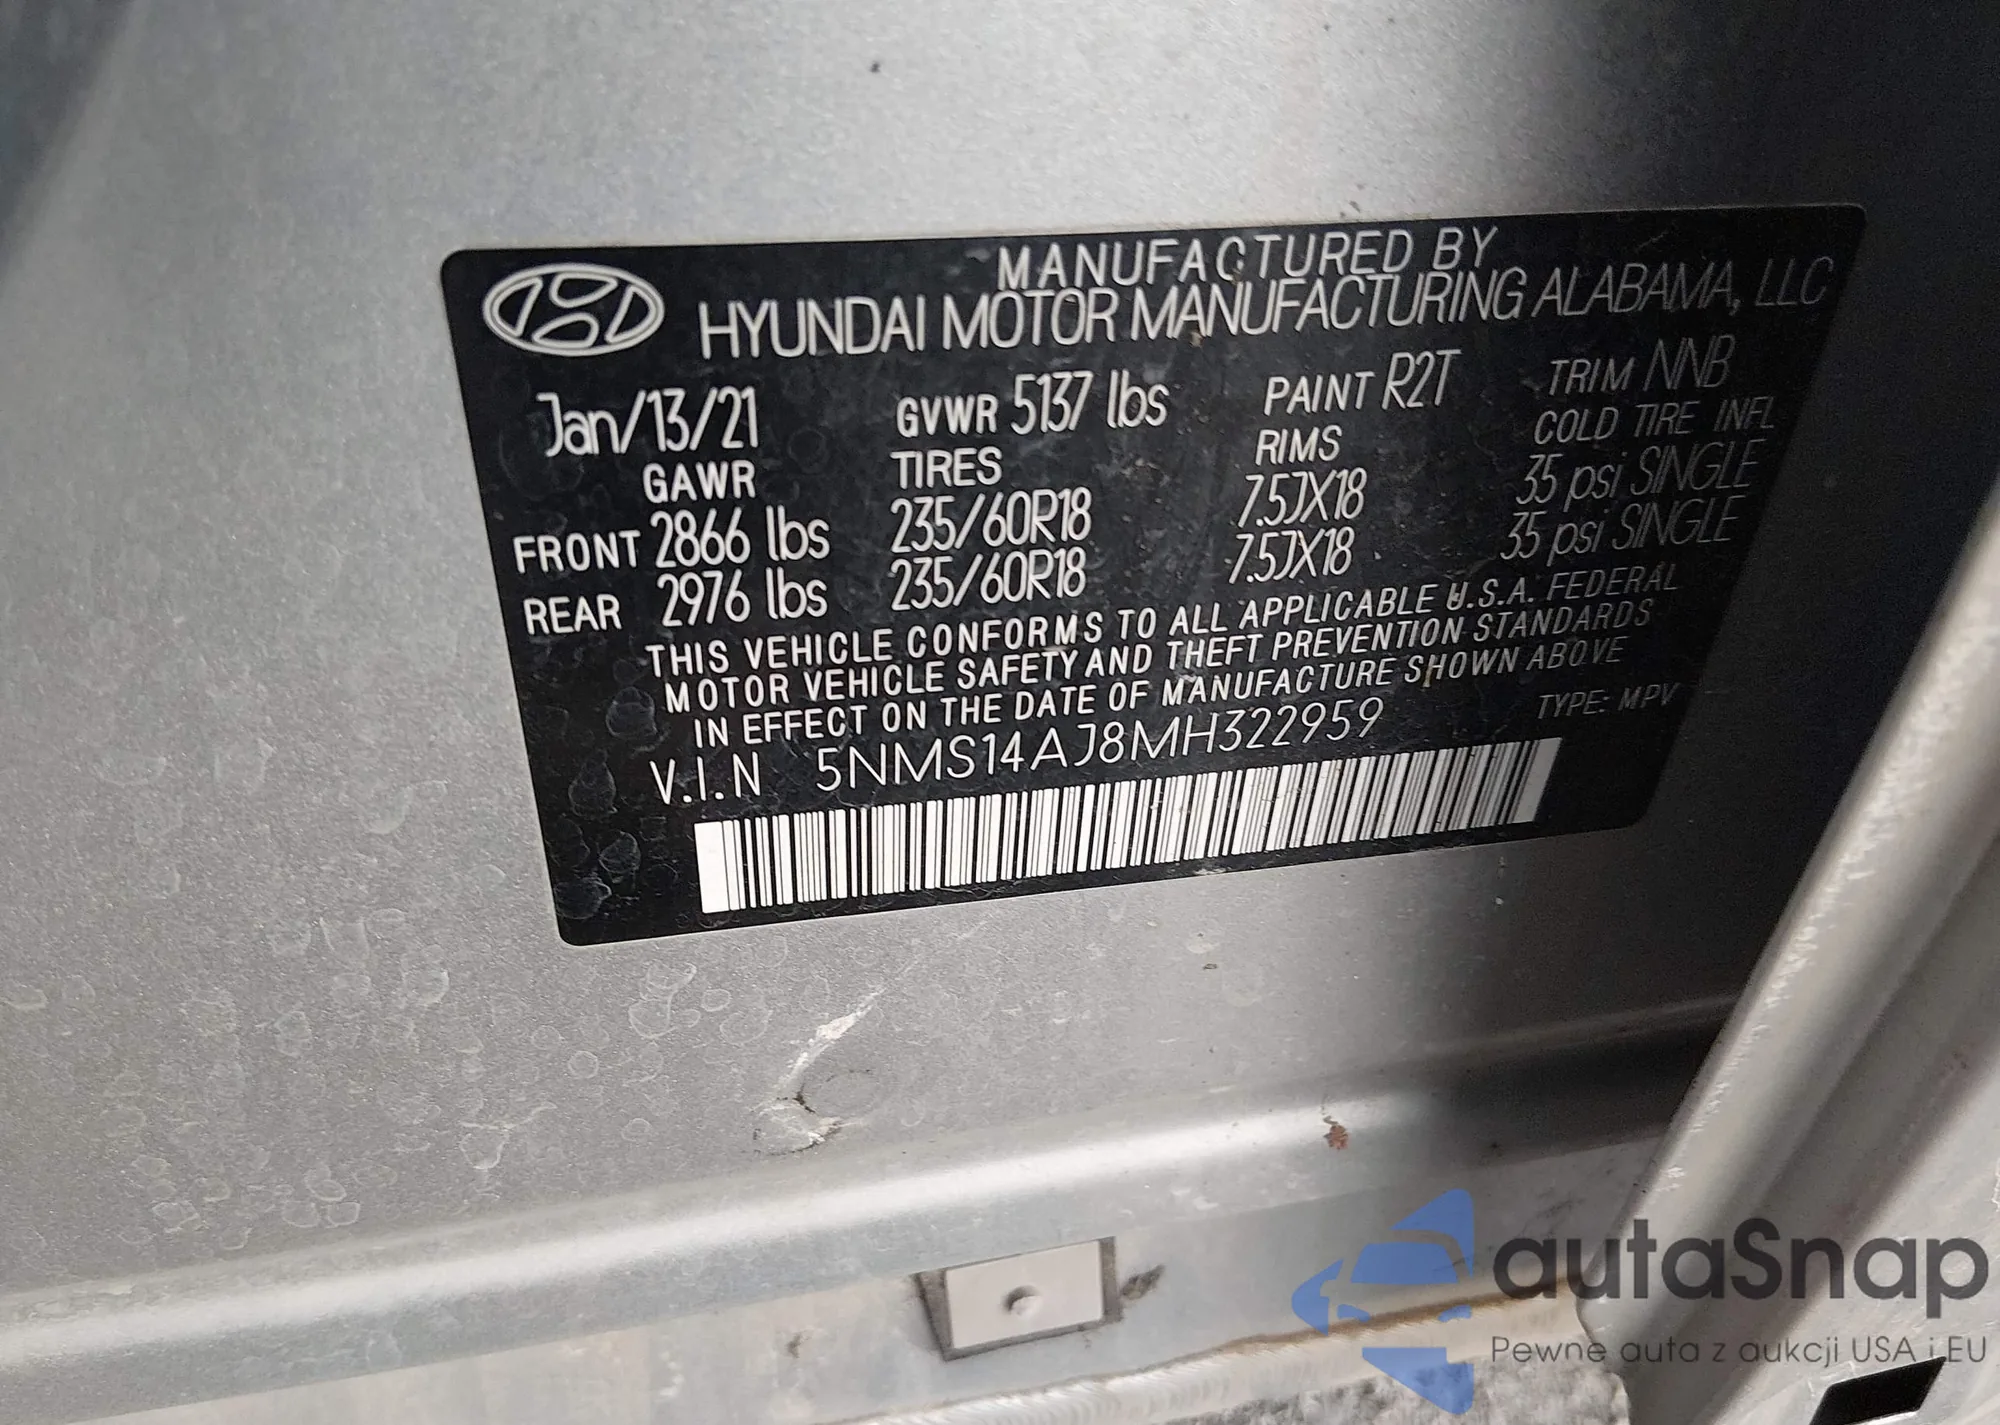 MANUFACTURED BY
HYUNDAI MOTOR MANUFACTURING ALABAMA, LLC
Jan/13/21 GVWR 5137 lbs PAINT R2T TRIM NNB
GAWR TIRES RIMS COLD TIRE INFL
FRONT 2866 lbs 235/60R18 7.5JX18 35 psi SINGLE
REAR 2976 lbs 235/60R18 7.5JX18 35 psi SINGLE
THIS VEHICLE CONFORMS TO ALL APPLICABLE U.S.A. FEDERAL
MOTOR VEHICLE SAFETY AND THEFT PREVENTION STANDARDS
IN EFFECT ON THE DATE OF MANUFACTURE SHOWN ABOVE
V.I.N 5NMS14AJ8MH322959 TYPE: MPV
autaSnap
Pewne auta z aukcji USA i EU